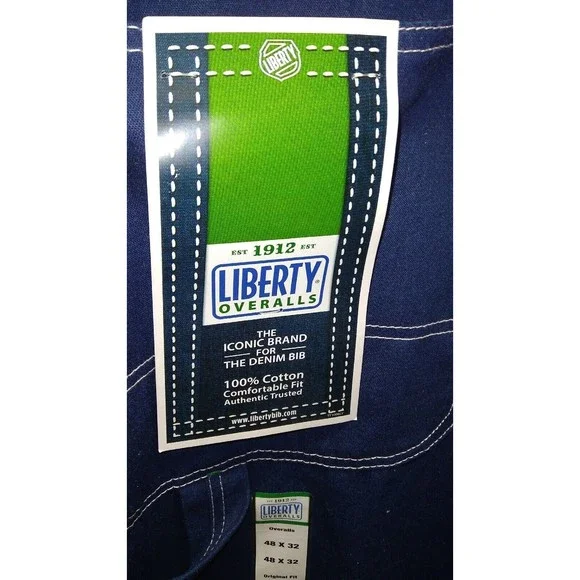 LIBERTY
EST 1912 EST
LIBERTY
OVERALLS
THE
ICONIC BRAND
FOR
THE DENIM BIB
100% Cotton
Comfortable Fit
Authentic Trusted
www.libertybib.com
1912
LIBERTY
OVERALLS
Overalls
48 X 32
48 X 32
Original Fit